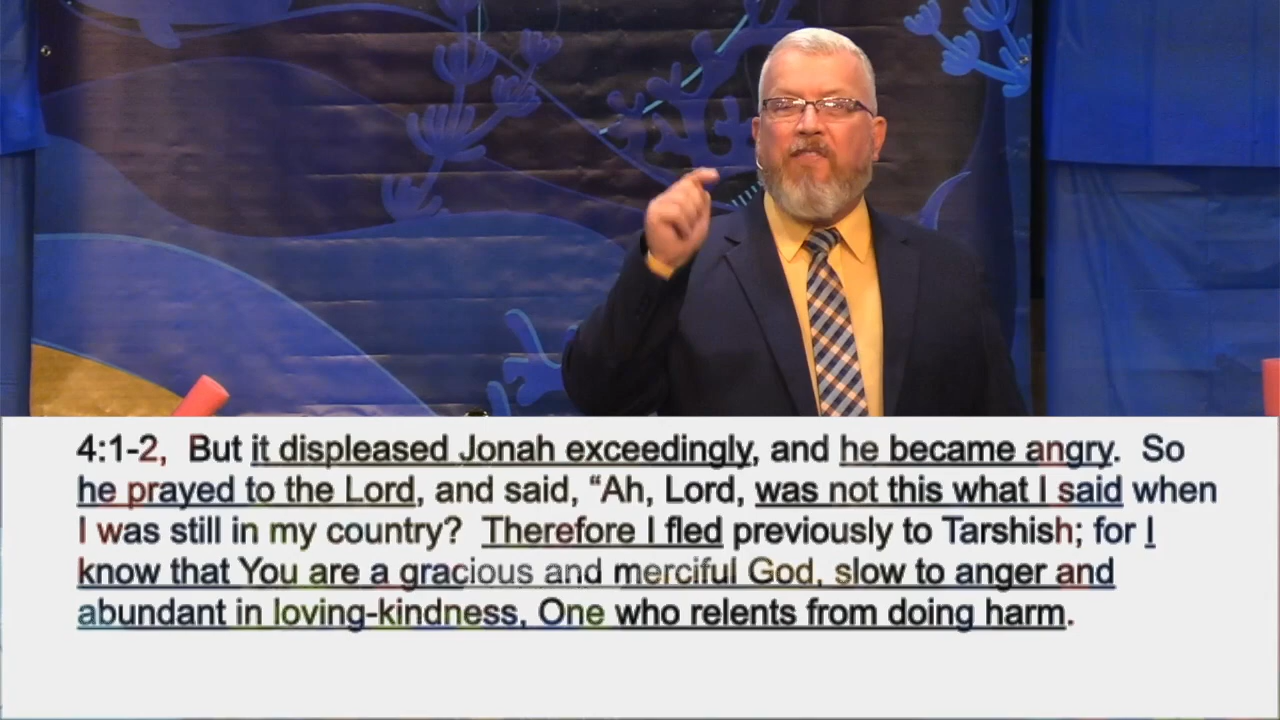 4:1-2, But it displeased Jonah exceedingly, and he became angry. So
he prayed to the Lord, and said, “Ah, Lord, was not this what I said when
I was still in my country? Therefore I fled previously to Tarshish; for I
know that You are a gracious and merciful God, slow to anger and
abundant in loving-kindness, One who relents from doing harm.